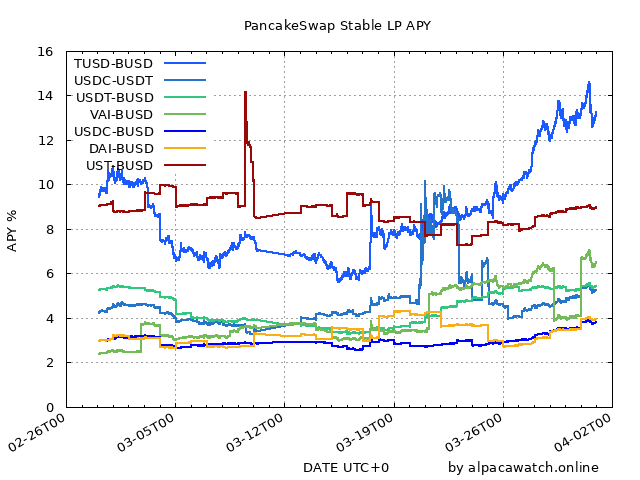 PancakeSwap Stable LP APY
16
14
12
10
8
6
4
2
0
APY %
TUSD-BUSD
USDC-USDT
USDT-BUSD
VAI-BUSD
USDC-BUSD
DAI-BUSD
UST-BUSD
02-26T00
03-05T00
03-12T00
03-19T00
03-26T00
04-02T00
DATE UTC+0
by alpacawatch.online